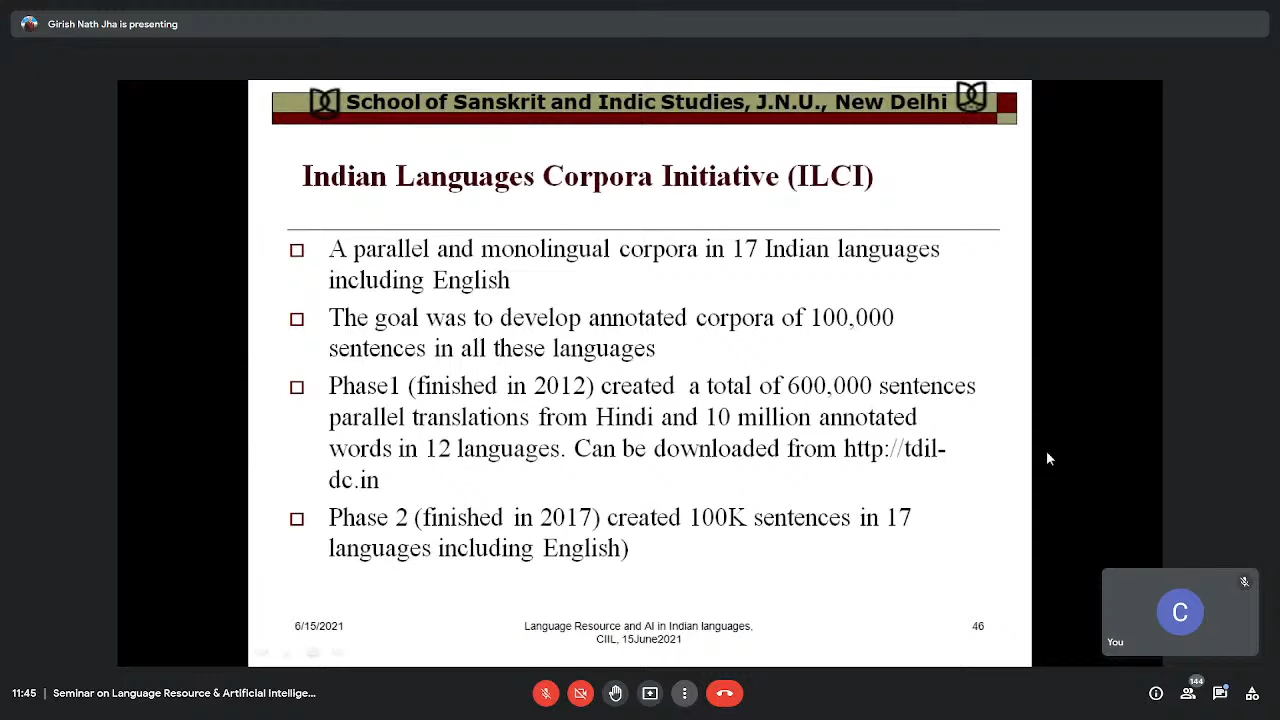 Girish Nath Jha is presenting
School of Sanskrit and Indic Studies, J.N.U., New Delhi
Indian Languages Corpora Initiative (ILCI)
A parallel and monolingual corpora in 17 Indian languages
including English
The goal was to develop annotated corpora of 100,000
sentences in all these languages
Phase1 (finished in 2012) created a total of 600,000 sentences
parallel translations from Hindi and 10 million annotated
words in 12 languages. Can be downloaded from http://tdil-
dc.in
Phase 2 (finished in 2017) created 100K sentences in 17
languages including English)
6/15/2021
Language Resource and AI in Indian languages,
CIIL, 15June2021
46
C
You
11:45 | Seminar on Language Resource & Artificial Intellige...
144